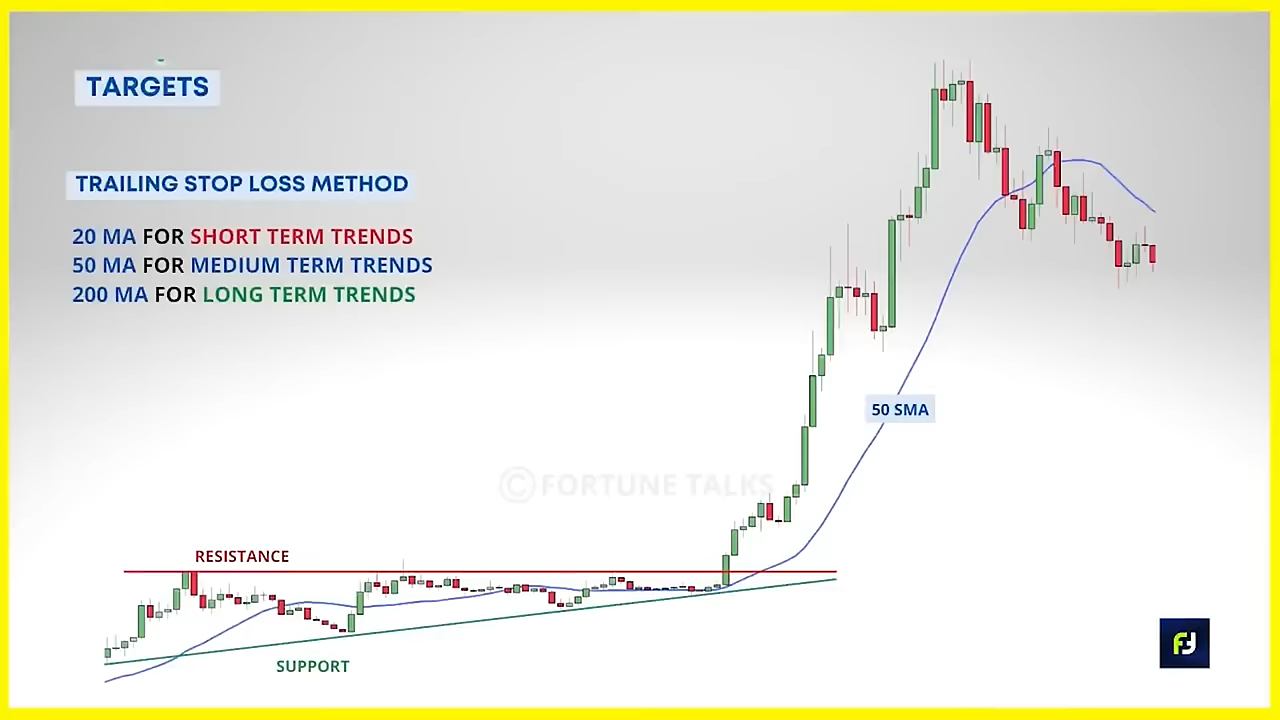 TARGETS
TRAILING STOP LOSS METHOD
20 MA FOR SHORT TERM TRENDS
50 MA FOR MEDIUM TERM TRENDS
200 MA FOR LONG TERM TRENDS
50 SMA
© FORTUNE TALKS
RESISTANCE
SUPPORT